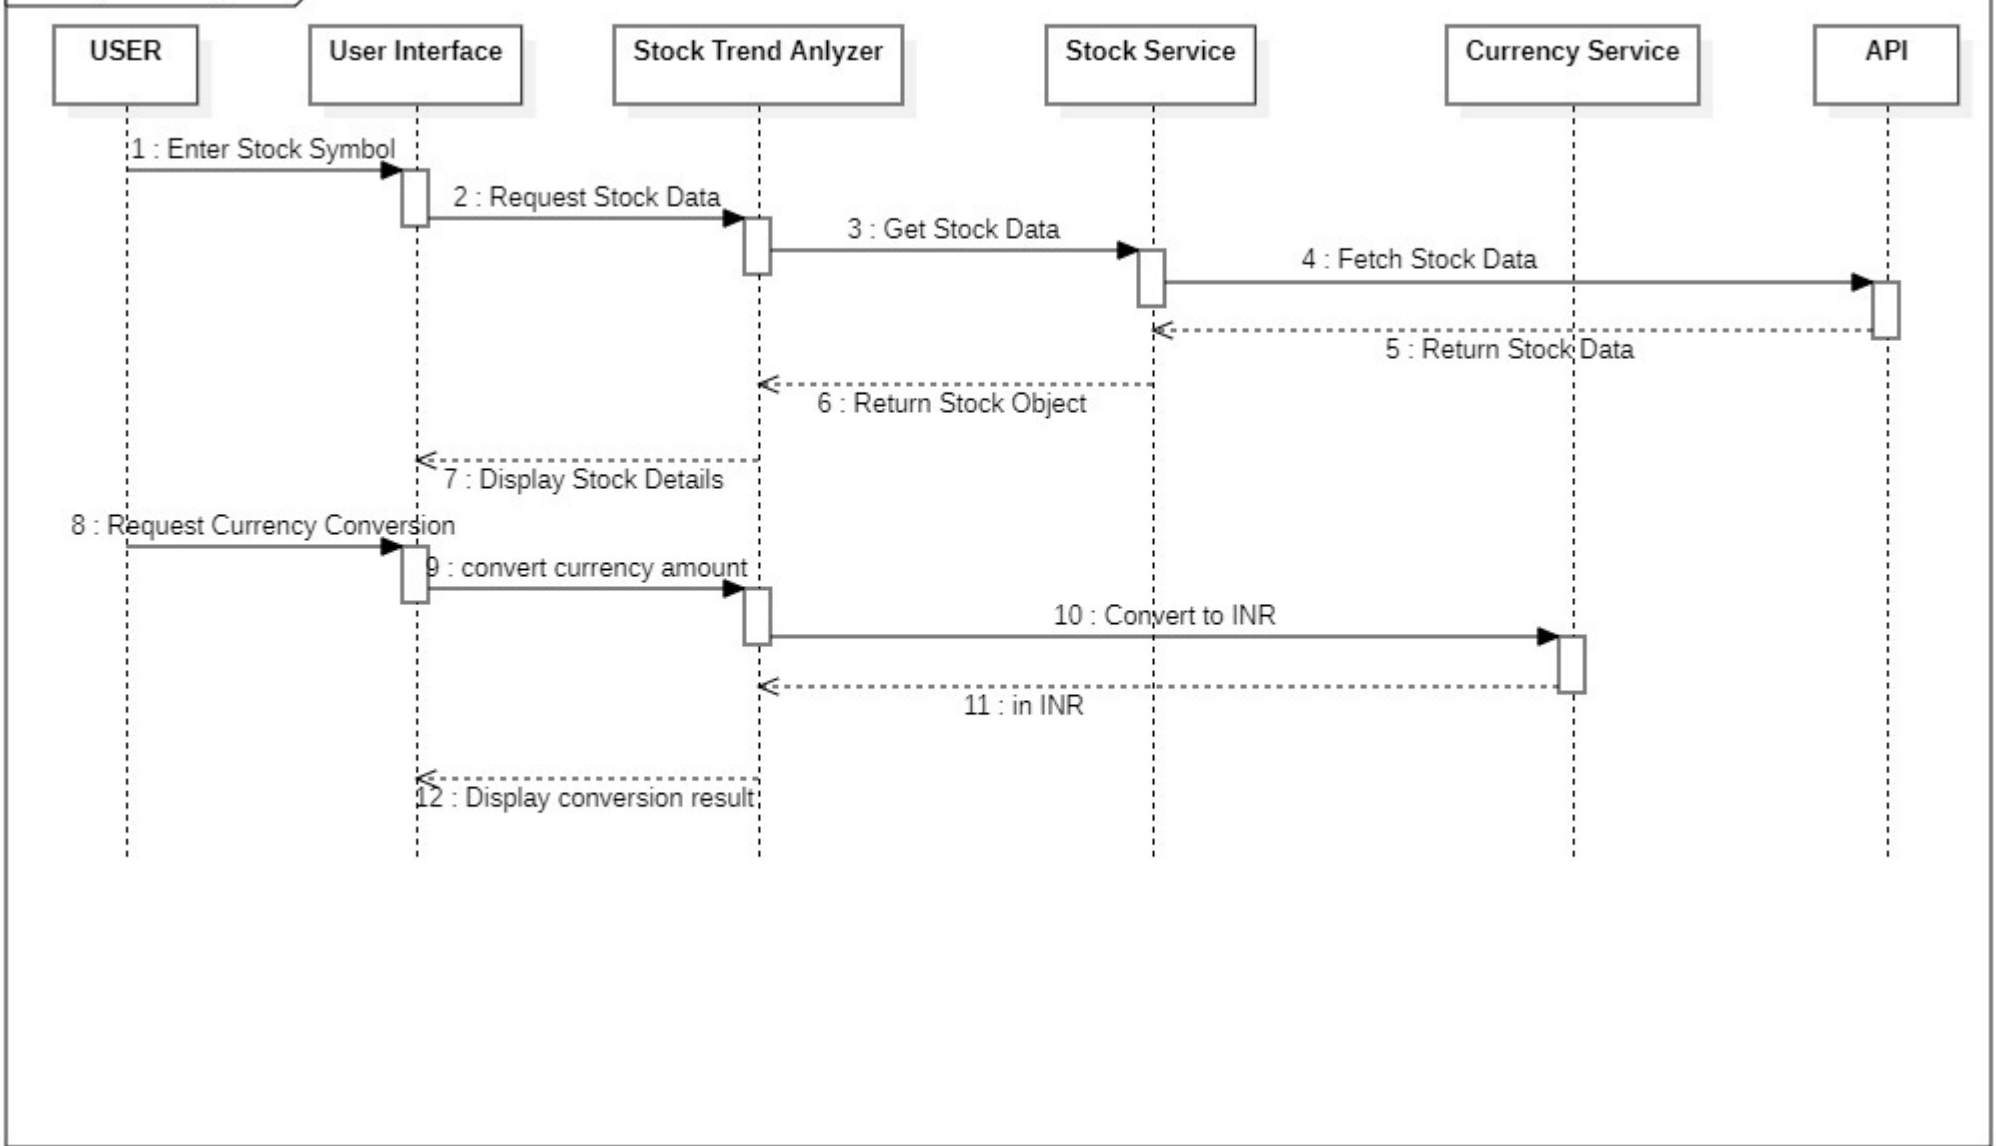 USER
User Interface
Stock Trend Anlyzer
Stock Service
Currency Service
API
1 : Enter Stock Symbol
2 : Request Stock Data
3 : Get Stock Data
4 : Fetch Stock Data
5 : Return Stock Data
6 : Return Stock Object
7 : Display Stock Details
8 : Request Currency Conversion
9 : convert currency amount
10 : Convert to INR
11 : in INR
12 : Display conversion result